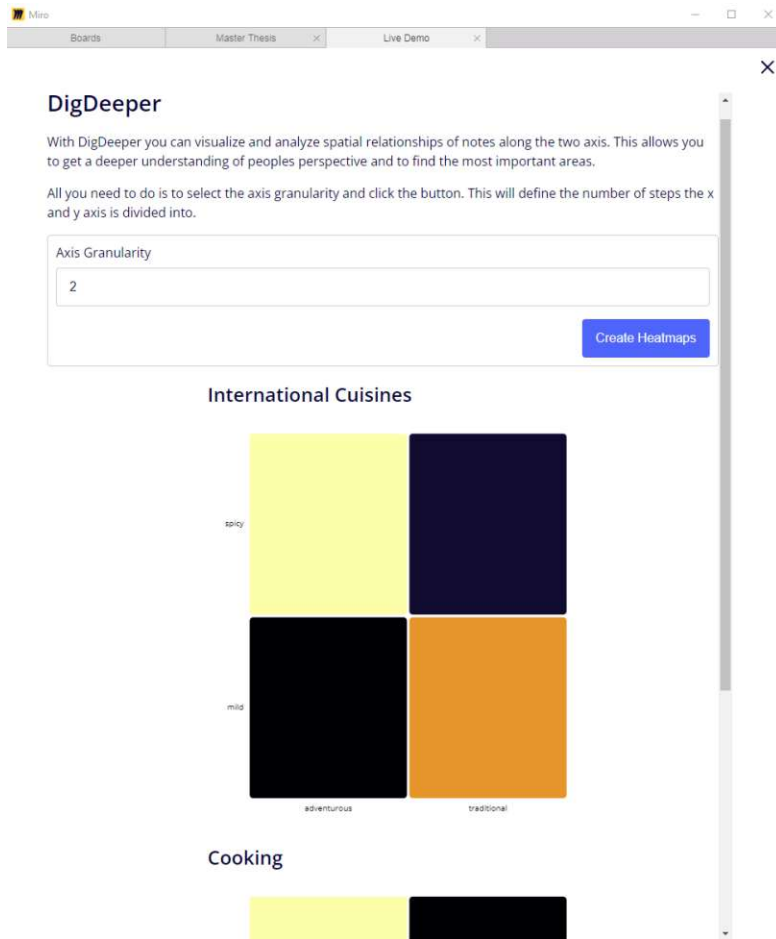 Miro
Boards
Master Thesis
Live Demo
DigDeeper
With DigDeeper you can visualize and analyze spatial relationships of notes along the two axis. This allows you
to get a deeper understanding of peoples perspective and to find the most important areas.
All you need to do is to select the axis granularity and click the button. This will define the number of steps the x
and y axis is divided into.
Axis Granularity
2
Create Heatmaps
International Cuisines
spicy
mild
adventurous
traditional
Cooking